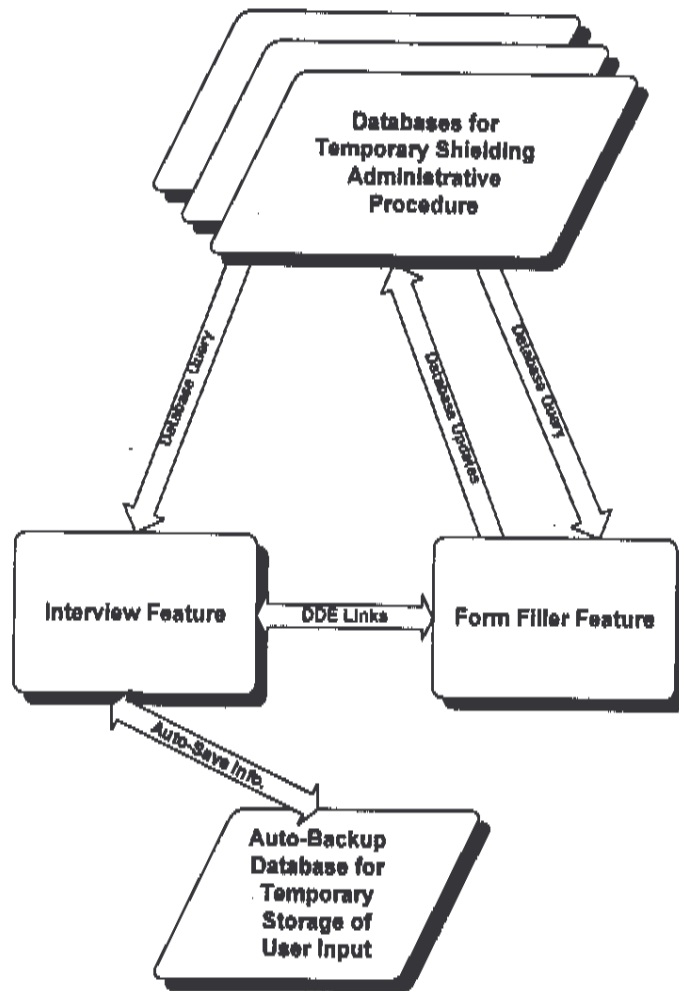 Databases for
Temporary Shielding
Administrative
Procedure
Database Query
Database Updates
Database Query
Interview Feature
DDE Links
Form Filler Feature
Auto-Save Info.
Auto-Backup
Database for
Temporary
Storage of
User Input